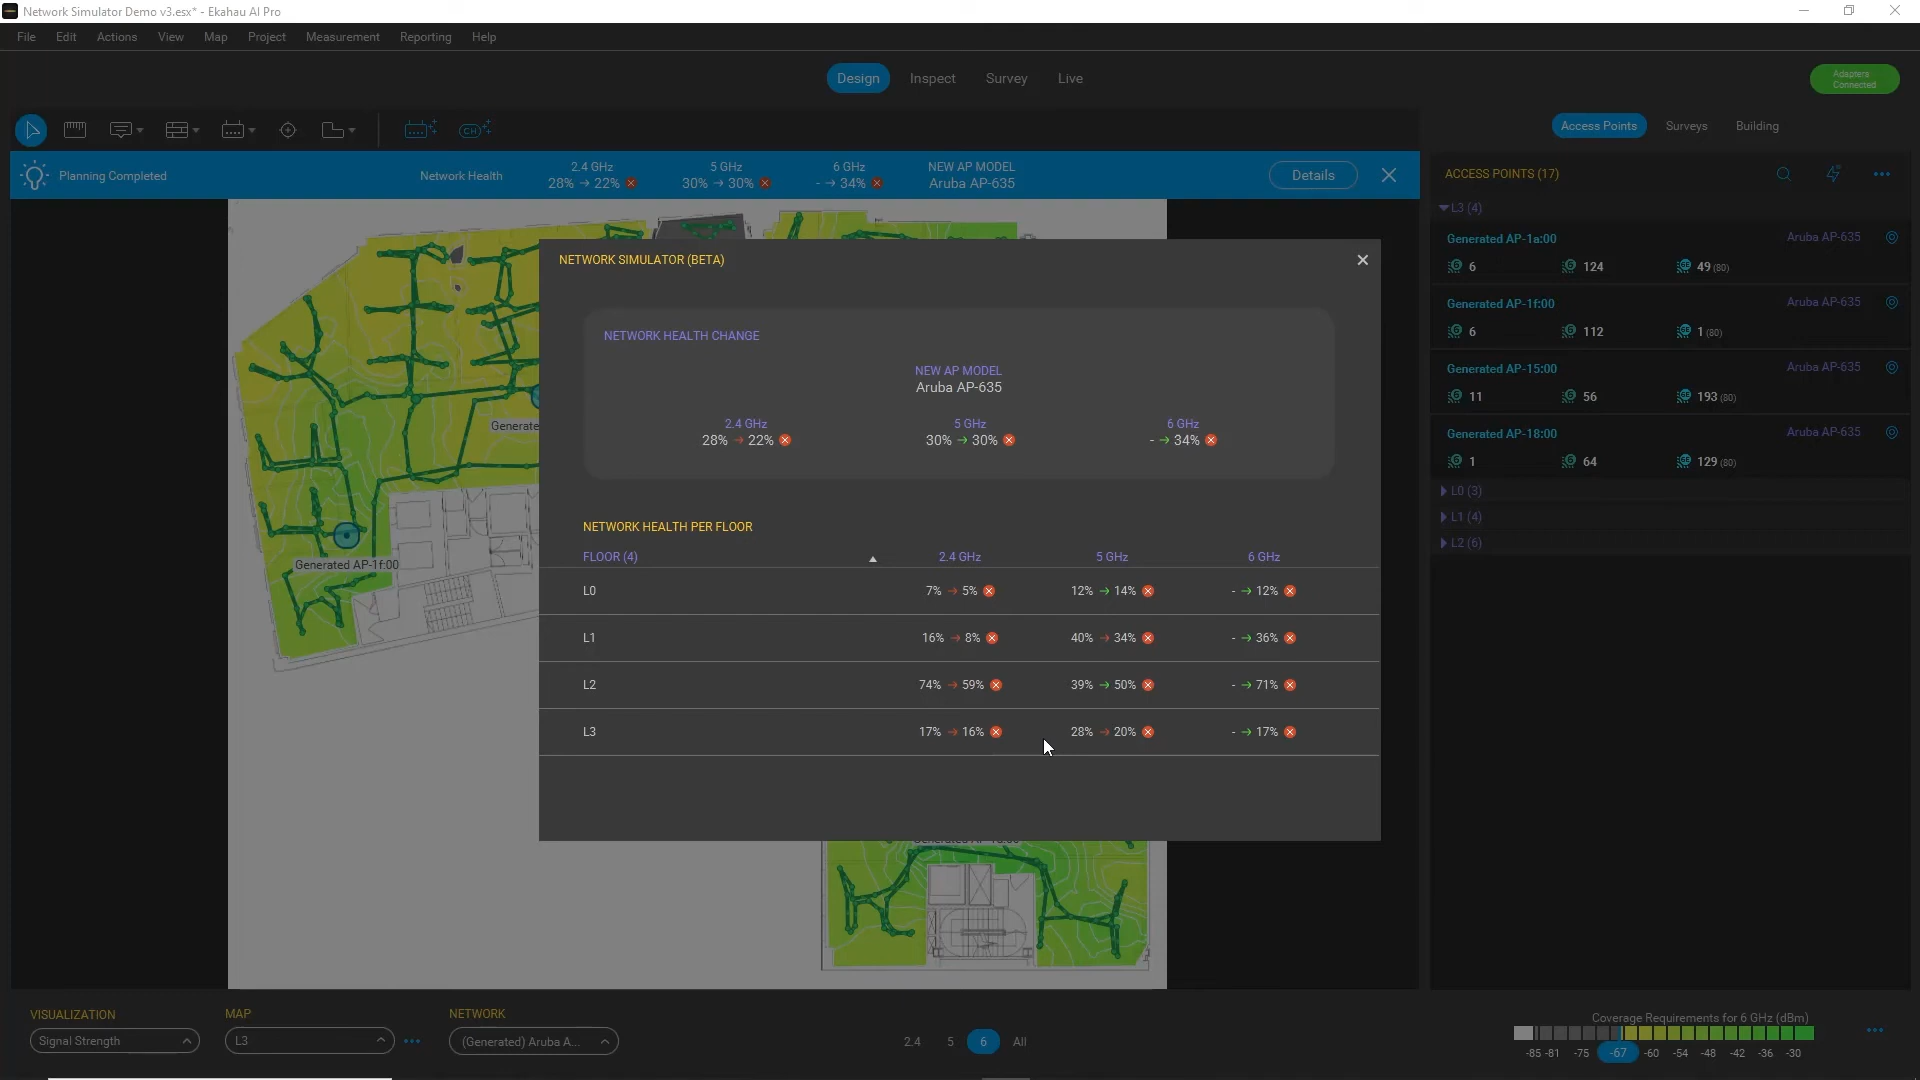 Network Simulator Demo v3.esx* - Ekahau AI Pro
File Edit Actions View Map Project Measurement Reporting Help
Design Inspect Survey Live
Adapters
Connected
Access Points Surveys Building
Planning Completed
Network Health
2.4 GHz
28% → 22%
5 GHz
30% → 30%
6 GHz
- → 34%
NEW AP MODEL
Aruba AP-635
Details
ACCESS POINTS (17)
L3 (4)
Generated AP-1a:00 Aruba AP-635
6 124 49 (80)
Generated AP-1f:00 Aruba AP-635
6 112 1 (80)
Generated AP-15:00 Aruba AP-635
11 56 193 (80)
Generated AP-18:00 Aruba AP-635
1 64 129 (80)
L0 (3)
L1 (4)
L2 (6)
NETWORK SIMULATOR (BETA)
NETWORK HEALTH CHANGE
NEW AP MODEL
Aruba AP-635
2.4 GHz 5 GHz 6 GHz
28% → 22% 30% → 30% - → 34%
NETWORK HEALTH PER FLOOR
FLOOR (4) 2.4 GHz 5 GHz 6 GHz
L0 7% → 5% 12% → 14% - → 12%
L1 16% → 8% 40% → 34% - → 36%
L2 74% → 59% 39% → 50% - → 71%
L3 17% → 16% 28% → 20% - → 17%
Generate
Generated AP-1f:00
VISUALIZATION
Signal Strength
MAP
L3
NETWORK
(Generated) Aruba A...
2.4 5 6 All
Coverage Requirements for 6 GHz (dBm)
-85 -81 -75 -67 -60 -54 -48 -42 -36 -30